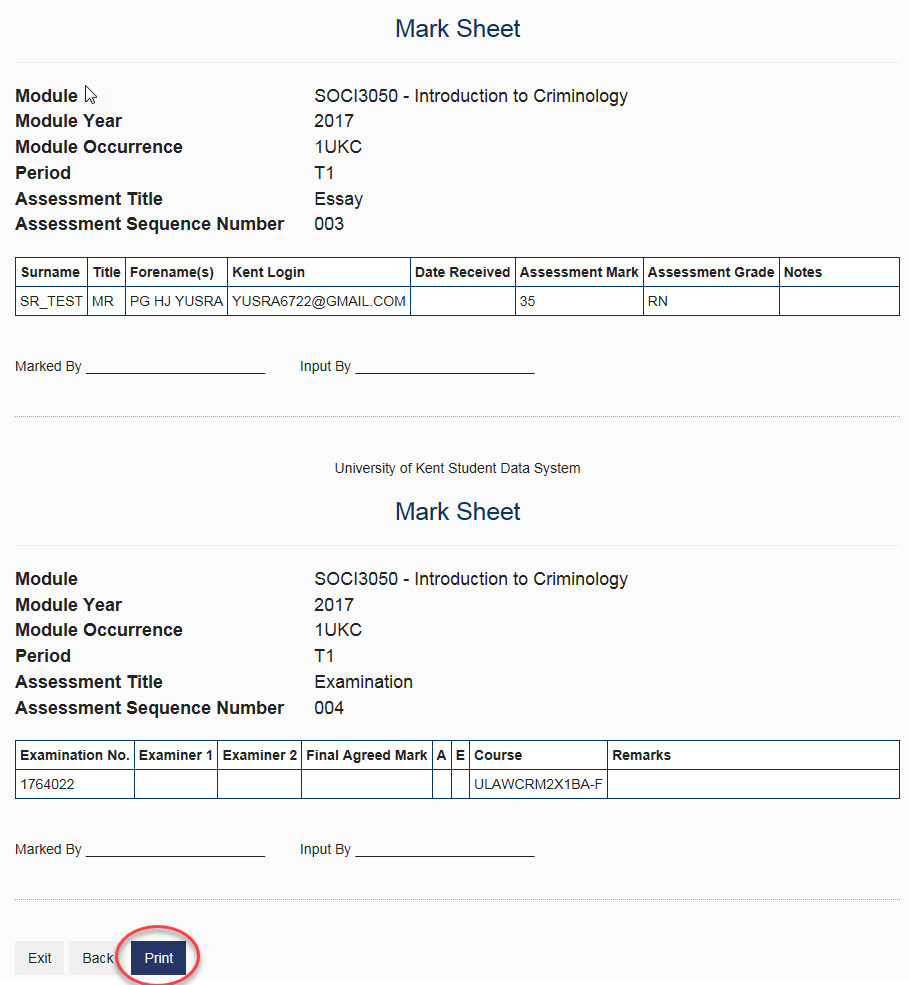 Mark Sheet
Module SOCI3050 - Introduction to Criminology
Module Year 2017
Module Occurrence 1UKC
Period T1
Assessment Title Essay
Assessment Sequence Number 003
Surname Title Forename(s) Kent Login Date Received Assessment Mark Assessment Grade Notes
SR_TEST MR PG HJ YUSRA YUSRA6722@GMAIL.COM 35 RN
Marked By Input By
University of Kent Student Data System
Mark Sheet
Module SOCI3050 - Introduction to Criminology
Module Year 2017
Module Occurrence 1UKC
Period T1
Assessment Title Examination
Assessment Sequence Number 004
Examination No. Examiner 1 Examiner 2 Final Agreed Mark A E Course Remarks
1764022 ULAWCRM2X1BA-F
Marked By Input By
Exit Back Print